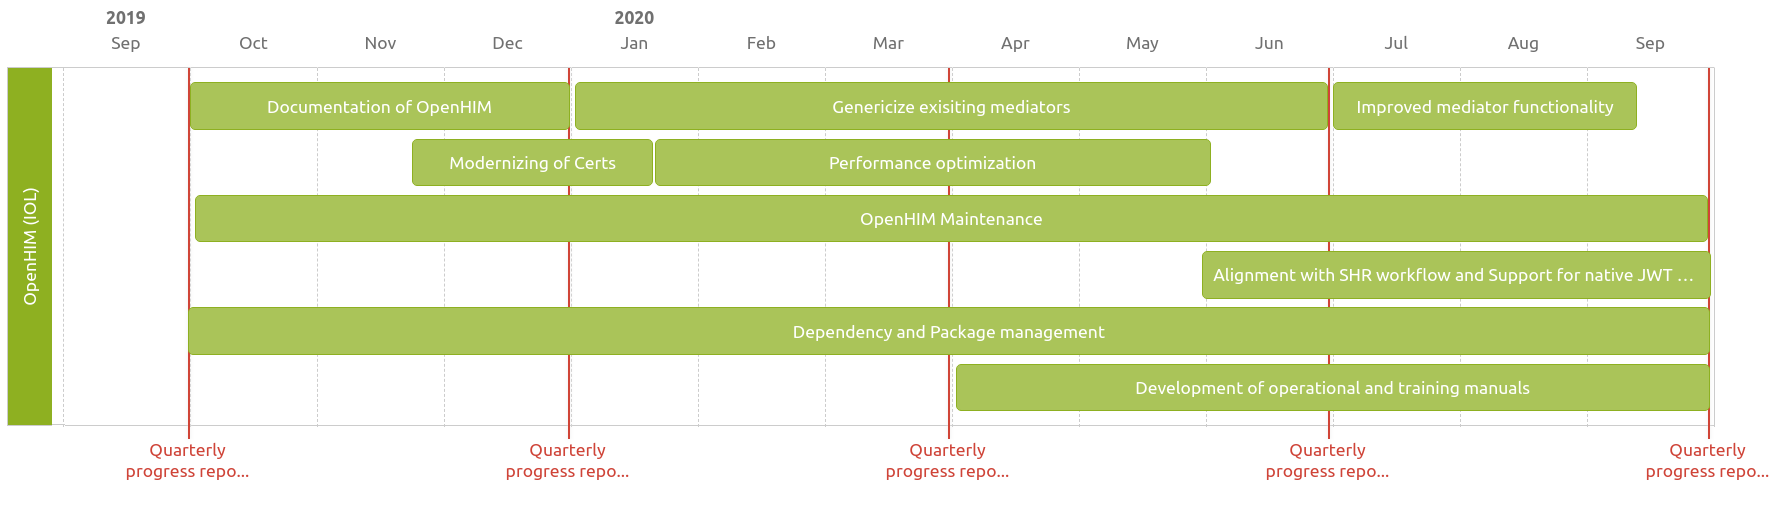 2019 2020
Sep Oct Nov Dec Jan Feb Mar Apr May Jun Jul Aug Sep
OpenHIM (IOL)
Documentation of OpenHIM Genericize exisiting mediators Improved mediator functionality
Modernizing of Certs Performance optimization
OpenHIM Maintenance
Alignment with SHR workflow and Support for native JWT ...
Dependency and Package management
Development of operational and training manuals
Quarterly Quarterly Quarterly Quarterly Quarterly
progress repo... progress repo... progress repo... progress repo... progress repo...